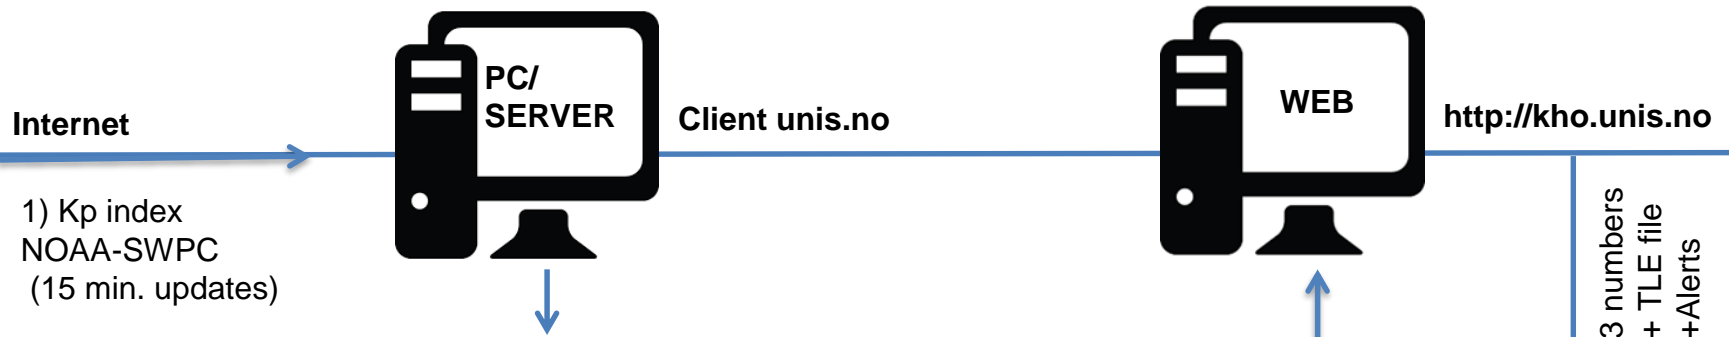 Internet
1) Kp index
NOAA-SWPC
(15 min. updates)
PC/
SERVER
Client unis.no
WEB
http://kho.unis.no
3 numbers
+ TLE file
+Alerts